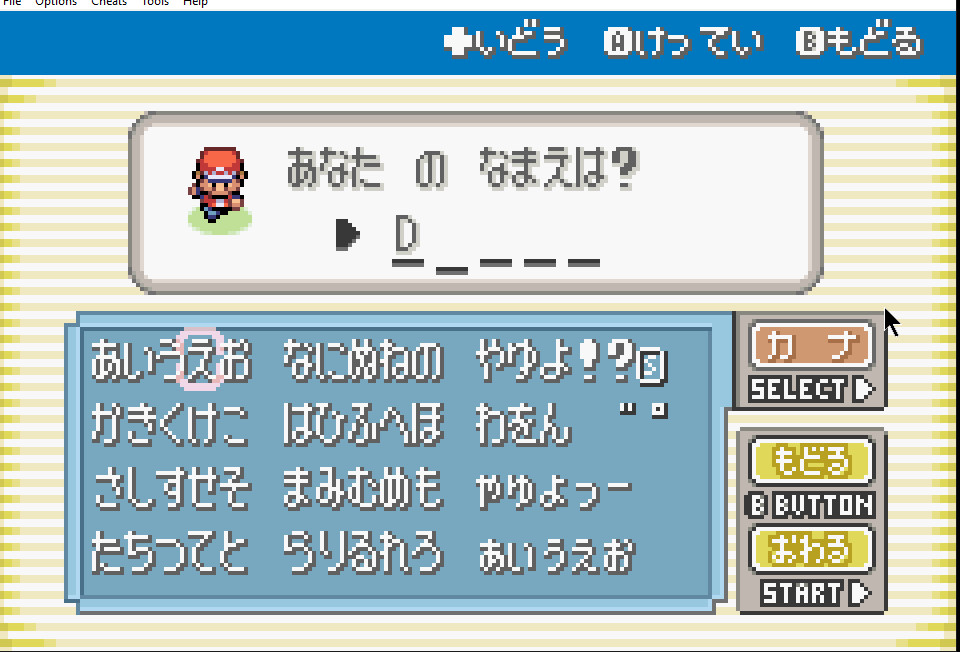 File Options Cheats Tools Help
いどう Aけってい Bもどる
あなた の なまえは?
D
あいうえお なにぬねの やゆよ!?S
かきくけこ はひふへほ わをん ゛゜
さしすせそ まみむめも ゃゅょっー
たちつてと らりるれろ ぁぃぅぇぉ
カナ
SELECT
もどる
B BUTTON
おわる
START